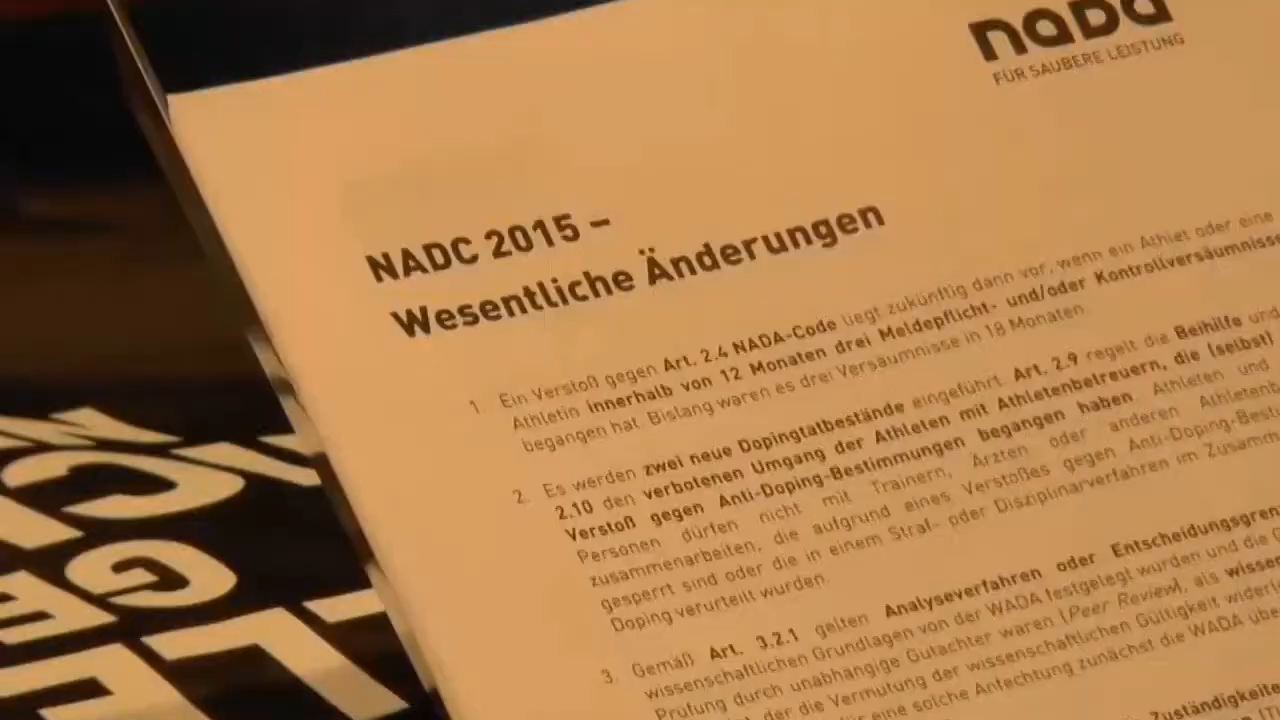 nada
FÜR SAUBERE LEISTUNG
NADC 2015 –
Wesentliche Änderungen
1. Ein Verstoß gegen Art. 2.4 NADA-Code liegt zukünftig dann vor, wenn ein Athlet oder eine
Athletin innerhalb von 12 Monaten drei Meldepflicht- und/oder Kontrollversäumnisse
begangen hat. Bislang waren es drei Versäumnisse in 18 Monaten.
2. Es werden zwei neue Dopingtatbestände eingeführt. Art. 2.9 regelt die Beihilfe und
2.10 den verbotenen Umgang der Athleten mit Athletenbetreuern, die (selbst)
Verstoß gegen Anti-Doping-Bestimmungen begangen haben. Athleten und
Personen dürfen nicht mit Trainern, Ärzten oder anderen Athletenb
zusammenarbeiten, die aufgrund eines Verstoßes gegen Anti-Doping-Best
gesperrt sind oder die in einem Straf- oder Disziplinarverfahren im Zusamm
Doping verurteilt wurden.
3. Gemäß Art. 3.2.1 gelten Analyseverfahren oder Entscheidungsgren
wissenschaftlichen Grundlagen von der WADA festgelegt wurden und die
Prüfung durch unabhängige Gutachter waren (Peer Review), als wissen
der die Vermutung der wissenschaftlichen Gültigkeit widerl
für eine solche Anfechtung zunächst die WADA übe
Zuständigkeite